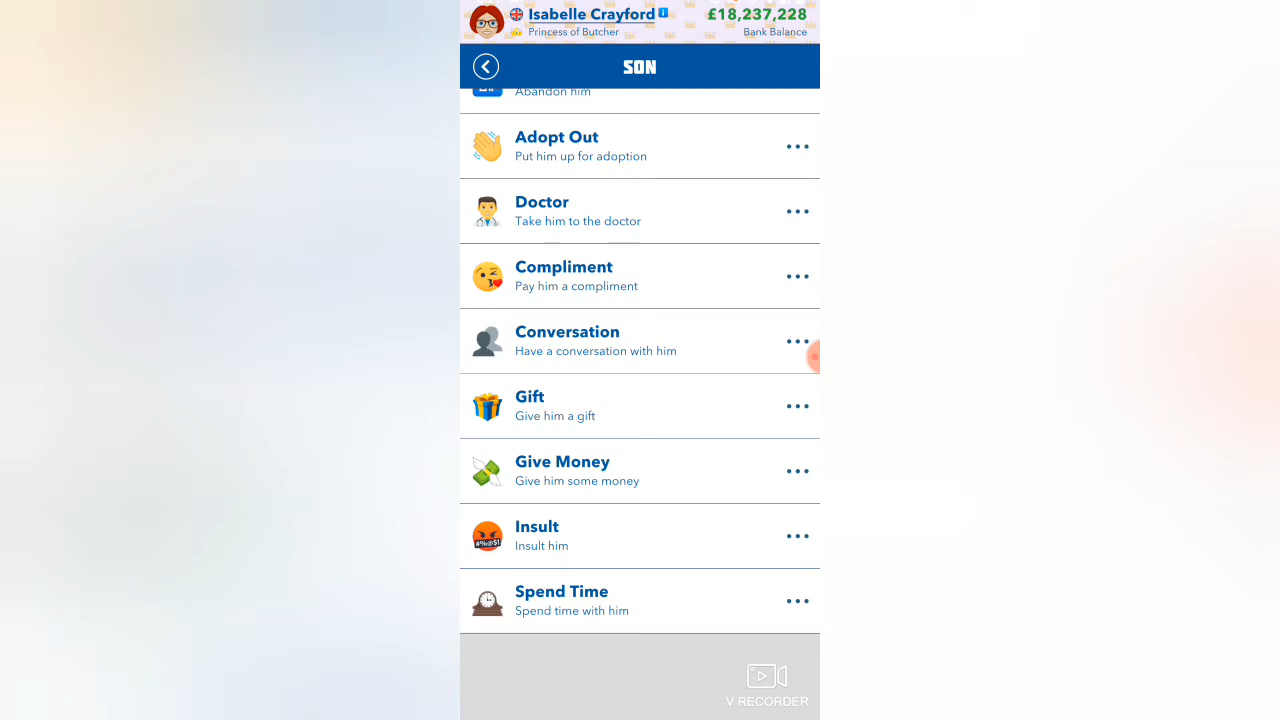 Isabelle Crayford
£18,237,228
Princess of Butcher
Bank Balance
SON
Abandon him
Adopt Out
Put him up for adoption
Doctor
Take him to the doctor
Compliment
Pay him a compliment
Conversation
Have a conversation with him
Gift
Give him a gift
Give Money
Give him some money
#%@$!
Insult
Insult him
Spend Time
Spend time with him
V RECORDER